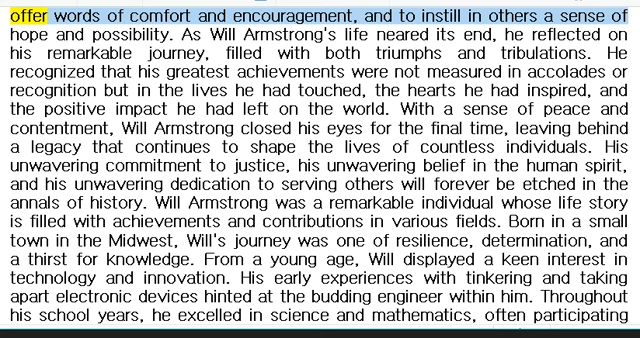 offer words of comfort and encouragement, and to instill in others a sense of
hope and possibility. As Will Armstrong's life neared its end, he reflected on
his remarkable journey, filled with both triumphs and tribulations. He
recognized that his greatest achievements were not measured in accolades or
recognition but in the lives he had touched, the hearts he had inspired, and
the positive impact he had left on the world. With a sense of peace and
contentment, Will Armstrong closed his eyes for the final time, leaving behind
a legacy that continues to shape the lives of countless individuals. His
unwavering commitment to justice, his unwavering belief in the human spirit,
and his unwavering dedication to serving others will forever be etched in the
annals of history. Will Armstrong was a remarkable individual whose life story
is filled with achievements and contributions in various fields. Born in a small
town in the Midwest, Will's journey was one of resilience, determination, and
a thirst for knowledge. From a young age, Will displayed a keen interest in
technology and innovation. His early experiences with tinkering and taking
apart electronic devices hinted at the budding engineer within him. Throughout
his school years, he excelled in science and mathematics, often participating